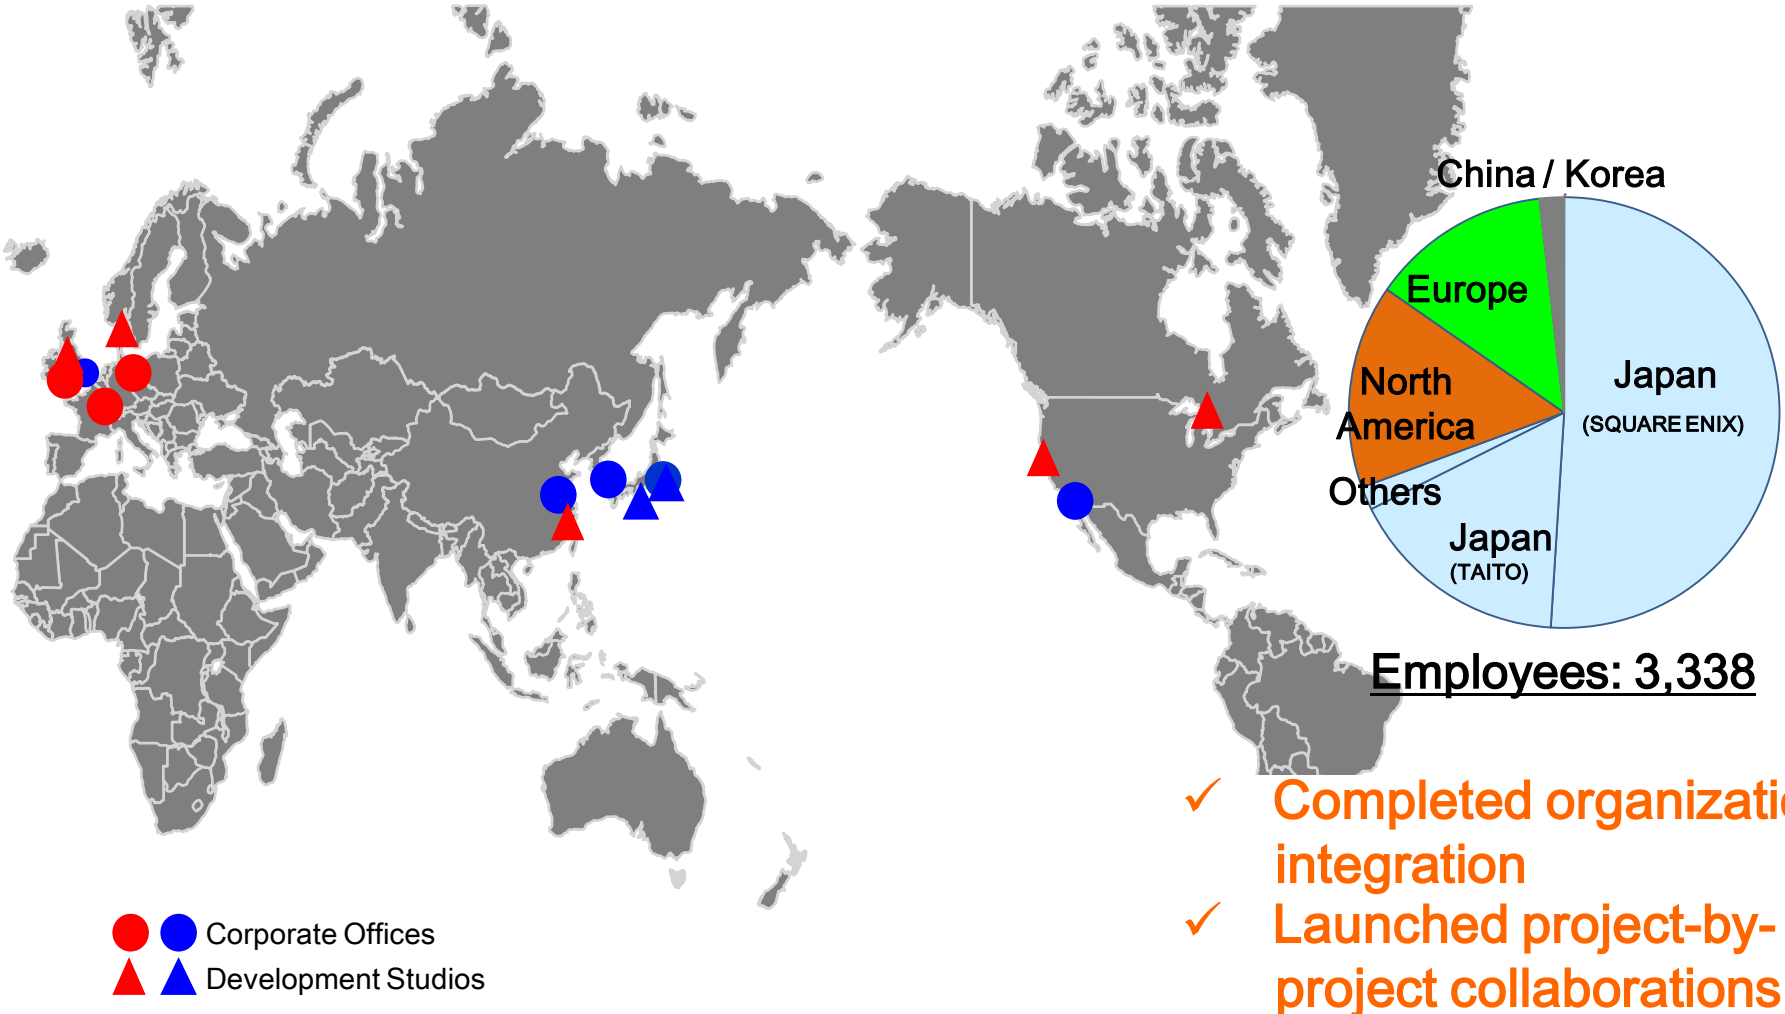 China / Korea
Europe
Japan
(SQUARE ENIX)
North
America
Others
Japan
(TAITO)
Employees: 3,338
✓ Completed organizati
integration
✓ Launched project-by-
project collaborations
Corporate Offices
Development Studios